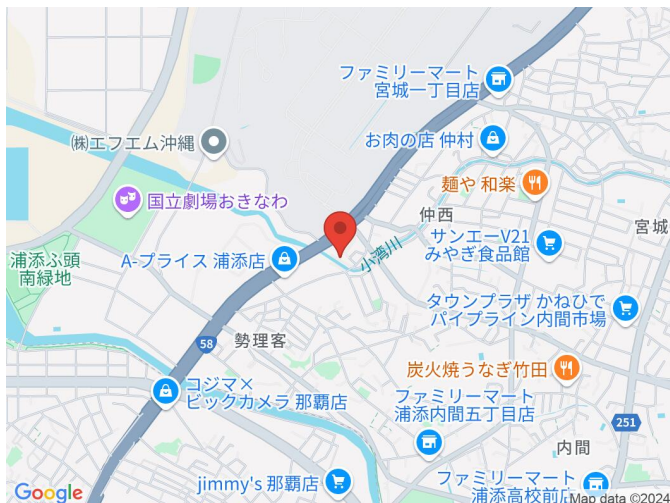 ファミリーマート
宮城一丁目店
お肉の店 仲村
㈱エフエム沖縄
麺や 和楽
国立劇場おきなわ
仲西
宮城
サンエーV21
みやぎ食品館
小湾川
浦添ふ頭
南緑地
A-プライス 浦添店
タウンプラザ かねひで
パイプライン内間市場
58
勢理客
炭火焼うなぎ竹田
コジマ×
ビックカメラ 那覇店
ファミリーマート
浦添内間五丁目店
251
内間
jimmy's 那覇店
ファミリーマート
浦添高校前店
Google
Map data ©2024